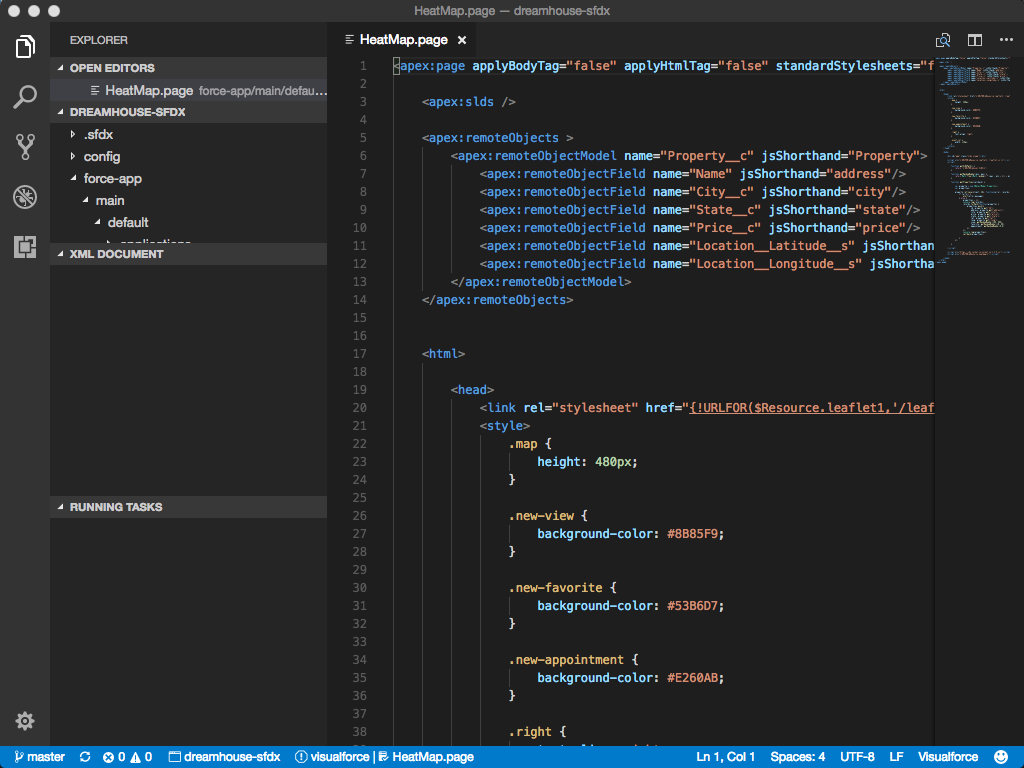 HeatMap.page — dreamhouse-sfdx
EXPLORER
OPEN EDITORS
HeatMap.page force-app/main/defau...
DREAMHOUSE-SFDX
.sfdx
config
force-app
main
default
applications
XML DOCUMENT
RUNNING TASKS
HeatMap.page
1 <apex:page applyBodyTag="false" applyHtmlTag="false" standardStylesheets="f
2
3 <apex:slds />
4
5 <apex:remoteObjects >
6 <apex:remoteObjectModel name="Property__c" jsShorthand="Property">
7 <apex:remoteObjectField name="Name" jsShorthand="address"/>
8 <apex:remoteObjectField name="City__c" jsShorthand="city"/>
9 <apex:remoteObjectField name="State__c" jsShorthand="state"/>
10 <apex:remoteObjectField name="Price__c" jsShorthand="price"/>
11 <apex:remoteObjectField name="Location__Latitude__s" jsShorthan
12 <apex:remoteObjectField name="Location__Longitude__s" jsShortha
13 </apex:remoteObjectModel>
14 </apex:remoteObjects>
15
16
17 <html>
18
19 <head>
20 <link rel="stylesheet" href="{!URLFOR($Resource.leaflet1,'/leaf
21 <style>
22 .map {
23 height: 480px;
24 }
25
26 .new-view {
27 background-color: #8B85F9;
28 }
29
30 .new-favorite {
31 background-color: #53B6D7;
32 }
33
34 .new-appointment {
35 background-color: #E260AB;
36 }
37
38 .right {
master 0 0 dreamhouse-sfdx visualforce | HeatMap.page Ln 1, Col 1 Spaces: 4 UTF-8 LF Visualforce